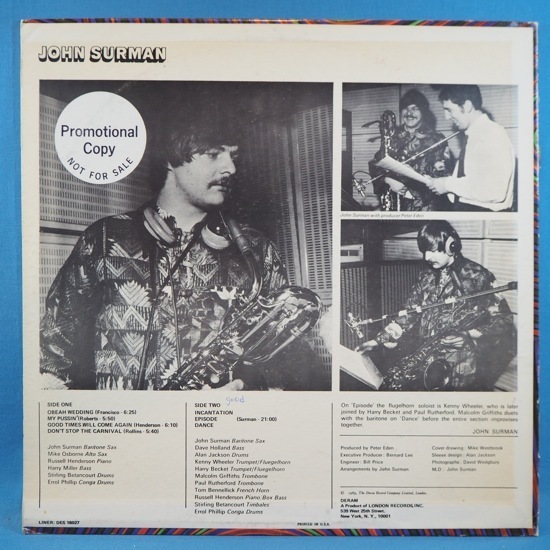 JOHN SURMAN
Promotional
Copy
NOT FOR SALE
John Surman with producer Peter Eden
SIDE ONE
OBEAH WEDDING (Francisco - 6:25)
MY PUSSIN' (Roberts - 5:50)
GOOD TIMES WILL COME AGAIN (Henderson - 6:10)
DON'T STOP THE CARNIVAL (Rollins - 5:40)
John Surman Baritone Sax
Mike Osborne Alto Sax
Russell Henderson Piano
Harry Miller Bass
Stirling Betancourt Drums
Errol Phillip Conga Drums
good
SIDE TWO
INCANTATION
EPISODE (Surman - 21:00)
DANCE
John Surman Baritone Sax
Dave Holland Bass
Alan Jackson Drums
Kenny Wheeler Trumpet/Fluegelhorn
Harry Becket Trumpet/Fluegelhorn
Malcolm Griffiths Trombone
Paul Rutherford Trombone
Tom Bennellick French Horn
Russell Henderson Piano, Box Bass
Stirling Betancourt Timbales
Errol Phillip Conga Drums
On 'Episode' the flugelhorn soloist is Kenny Wheeler, who is later
joined by Harry Becket and Paul Rutherford. Malcolm Griffiths duets
with the baritone on 'Dance' before the entire section improvises
together.
JOHN SURMAN
Produced by Peter Eden
Executive Producer : Bernard Lee
Engineer : Bill Price
Arrangements by John Surman
Cover drawing : Mike Westbrook
Sleeve design : Alan Jackson
Photographs : David Wedgbury
M.D : John Surman
The Decca Record Company Limited, London.
DERAM
A Product of LONDON RECORDS, INC.
539 West 25th Street,
New York, N. Y., 10001
LINER: DES 18027
PRINTED IN U.S.A.